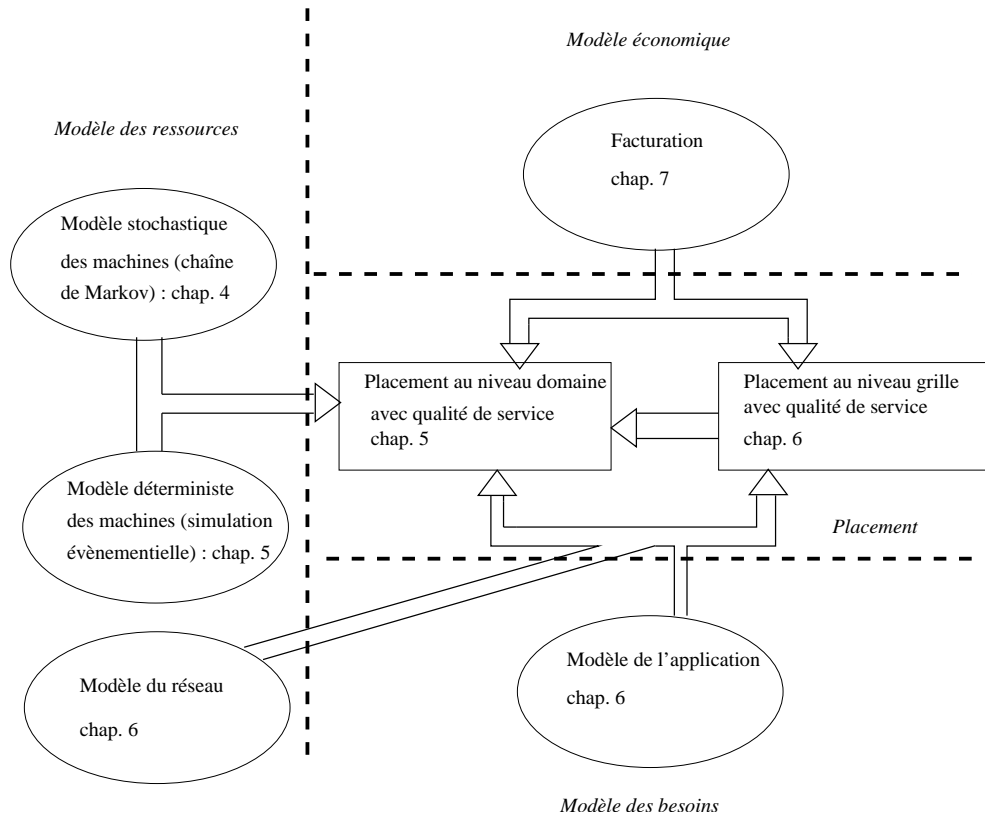 Modèle économique
Modèle des ressources
Facturation
chap. 7
Modèle stochastique
des machines (chaîne
de Markov) : chap. 4
Placement au niveau domaine
avec qualité de service
chap. 5
Placement au niveau grille
avec qualité de service
chap. 6
Modèle déterministe
des machines (simulation
évènementielle) : chap. 5
Placement
Modèle du réseau
chap. 6
Modèle de l’application
chap. 6
Modèle des besoins